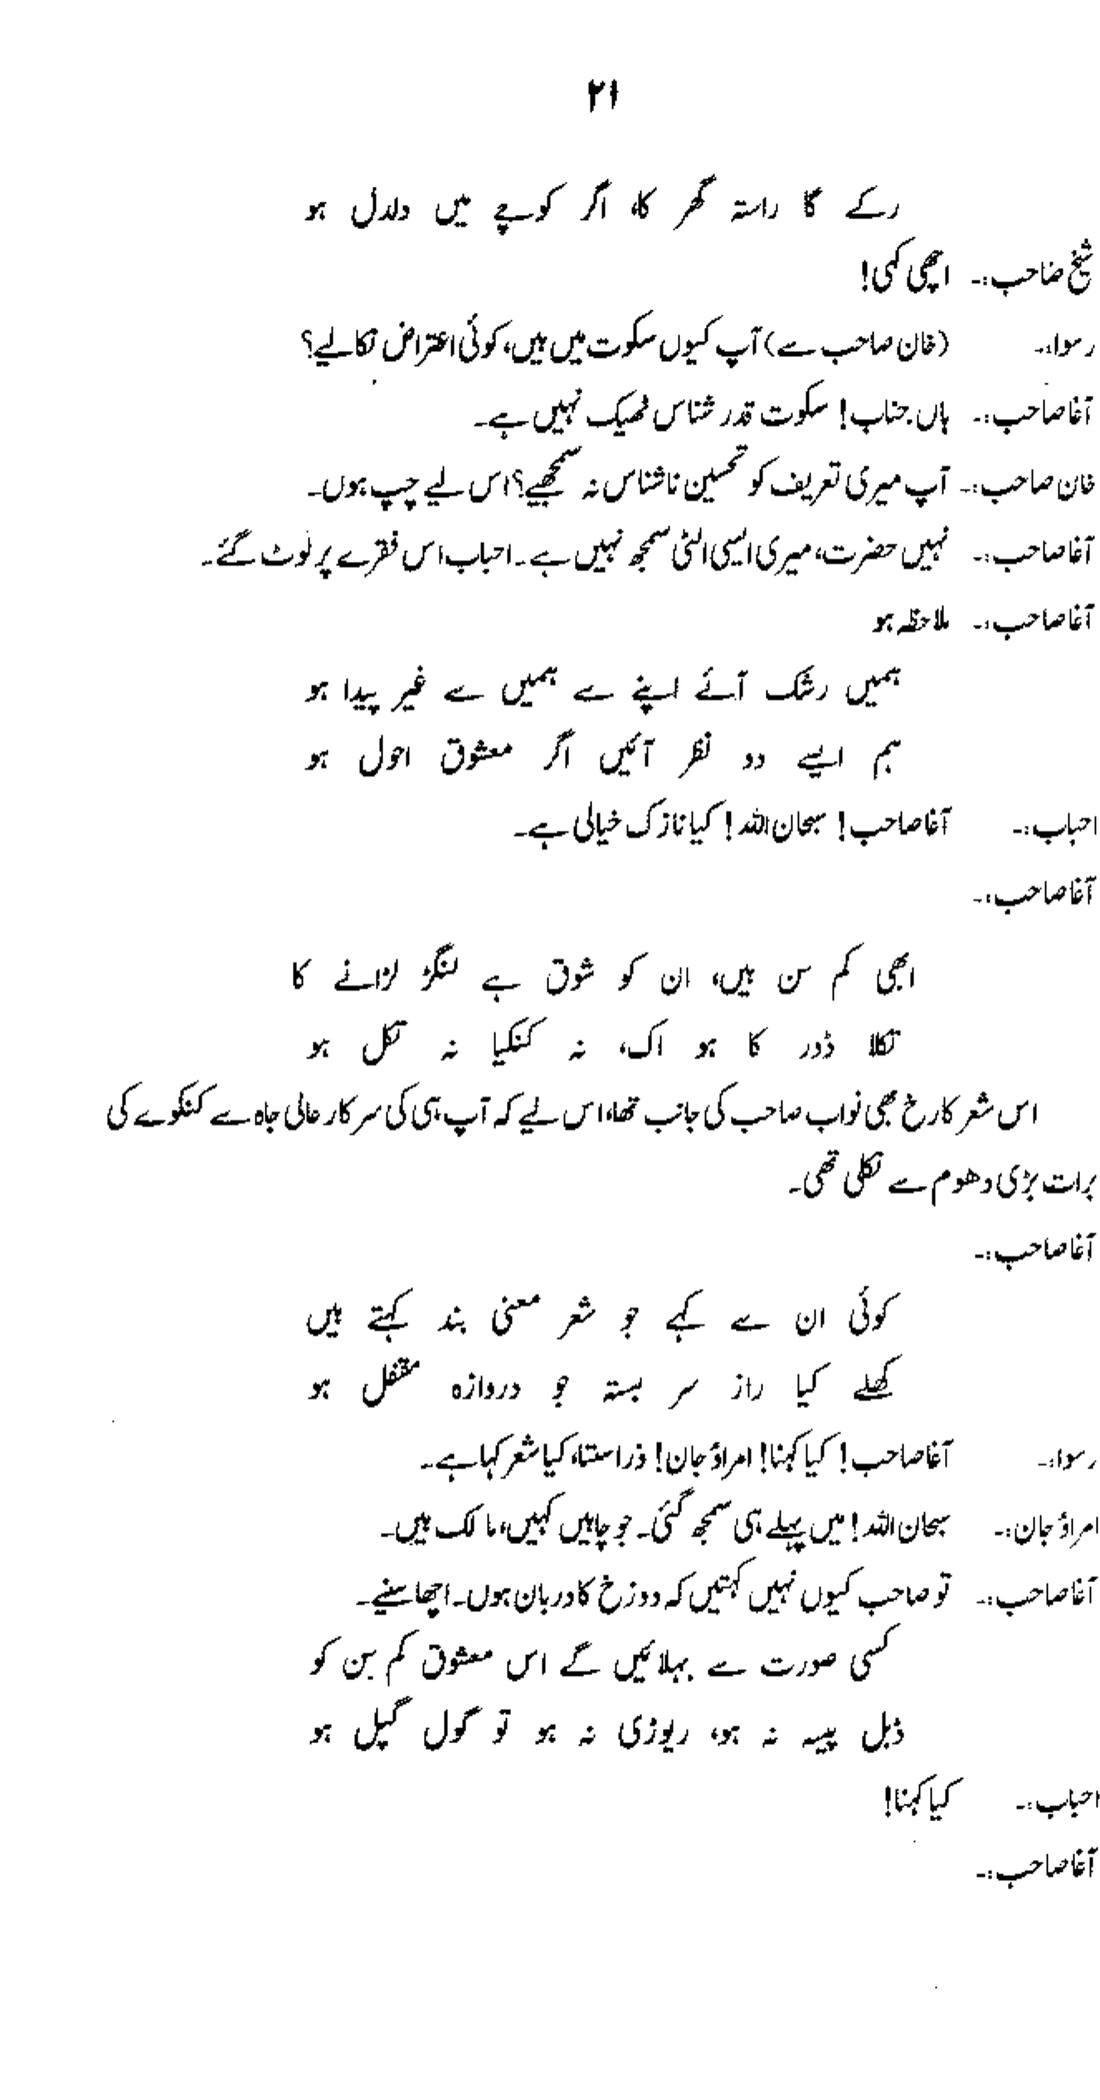 ۲۱
رکے گا راستہ گھر کا، اگر کوچے میں دلدل ہو
شیخ صاحب:۔ اچھی کہی!
رسوا:۔ (خان صاحب سے) آپ کیوں سکوت میں ہیں، کوئی اعتراض نکالیے؟
آغا صاحب:۔ ہاں جناب! سکوت قدر شناس ٹھیک نہیں ہے۔
خان صاحب:۔ آپ میری تعریف کو تحسین ناشناس نہ سمجھیے؟ اس لیے چپ ہوں۔
آغا صاحب:۔ نہیں حضرت، میری ایسی الٹی سمجھ نہیں ہے۔ احباب اس فقرے پر لوٹ گئے۔
آغا صاحب:۔ ملاحظہ ہو
ہمیں رشک آئے اپنے سے ہمیں سے غیر پیدا ہو
ہم ایسے دو نظر آئیں اگر معشوق احول ہو
احباب:۔ آغا صاحب! سبحان اللہ! کیا نازک خیالی ہے۔
آغا صاحب:۔
ابھی کم سن ہیں، ان کو شوق ہے لنگڑ لڑانے کا
نکلا ڈور کا ہو اک، نہ کنکیا نہ تکل ہو
اس شعر کا رخ بھی نواب صاحب کی جانب تھا، اس لیے کہ آپ ہی کی سرکار عالی جاہ سے کنکوے کی
برات بڑی دھوم سے نکلی تھی۔
آغا صاحب:۔
کوئی ان سے کہے جو شعر معنی بند کہتے ہیں
کھلے کیا راز سر بستہ جو دروازہ مقفل ہو
رسوا:۔ آغا صاحب! کیا کہنا! امراؤ جان! ذرا سننا، کیا شعر کہا ہے۔
امراؤ جان:۔ سبحان اللہ! میں پہلے ہی سمجھ گئی۔ جو چاہیں کہیں، مالک ہیں۔
آغا صاحب:۔ تو صاحب کیوں نہیں کہتیں کہ دوزخ کا دربان ہوں۔ اچھا سنیے۔
کسی صورت سے بہلائیں گے اس معشوق کم سن کو
ڈبل پیسہ نہ ہو، ریوڑی نہ ہو تو گول گپل ہو
احباب:۔ کیا کہنا!
آغا صاحب:۔